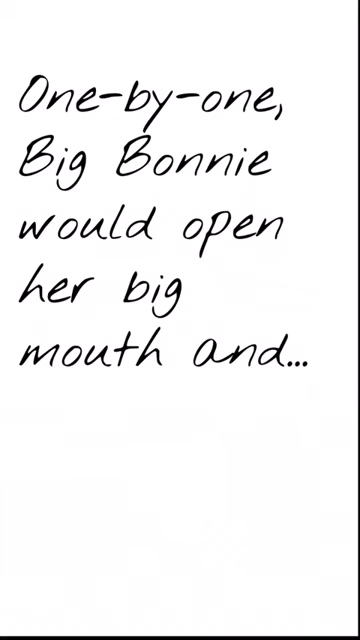 One-by-one,
Big Bonnie
would open
her big
mouth and...